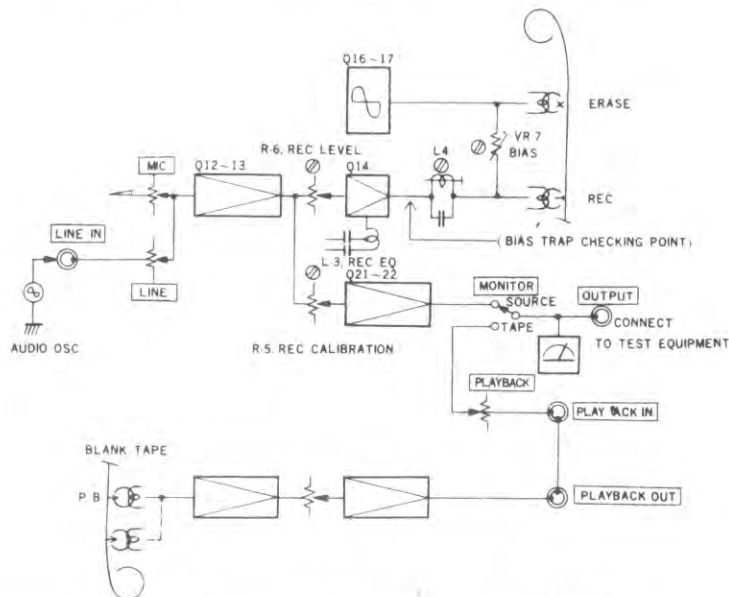 Q16~17
ERASE
VR 7
BIAS
L4
R-6, REC LEVEL
Q12~13
Q14
MIC
REC
LINE IN
(BIAS TRAP CHECKING POINT)
L-3, REC EQ
Q21~22
LINE
MONITOR
SOURCE
OUTPUT
TAPE
CONNECT
TO TEST EQUIPMENT
AUDIO OSC
R-5, REC CALIBRATION
PLAYBACK
PLAY ACK IN
BLANK TAPE
P B
PLAYBACK OUT